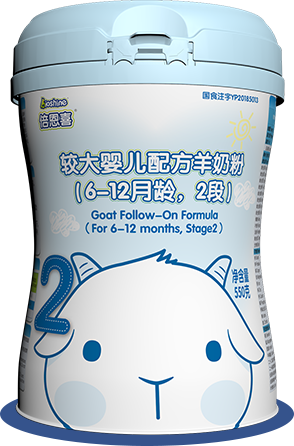 国食注字YP20185013
bioshine
倍恩喜
较大婴儿配方羊奶粉
(6-12月龄，2段)
Goat Follow-On Formula
(For 6-12 months, Stage2)
2
净含量
550克